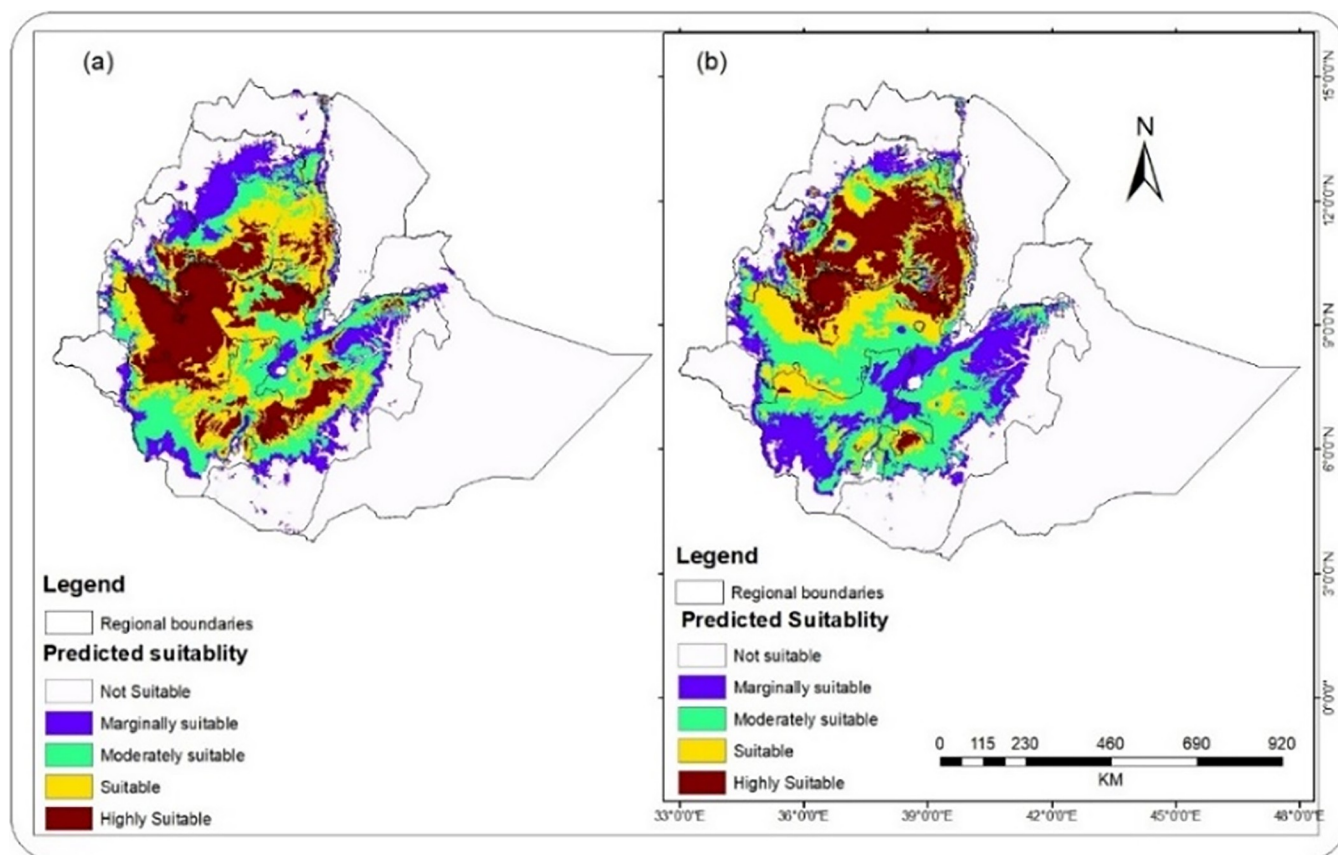 (a)
Legend
Regional boundaries
Predicted suitablity
Not Suitable
Marginally suitable
Moderately suitable
Suitable
Highly Suitable
(b)
N
Legend
Regional boundaries
Predicted Suitablity
Not suitable
Marginally suitable
Moderately suitable
Suitable
Highly Suitable
0 115 230 460 690 920
KM
33°0'0"E 36°0'0"E 39°0'0"E 42°0'0"E 45°0'0"E 48°0'0"E
15°0'0"N
12°0'0"N
9°0'0"N
6°0'0"N
3°0'0"N
0°0'0"